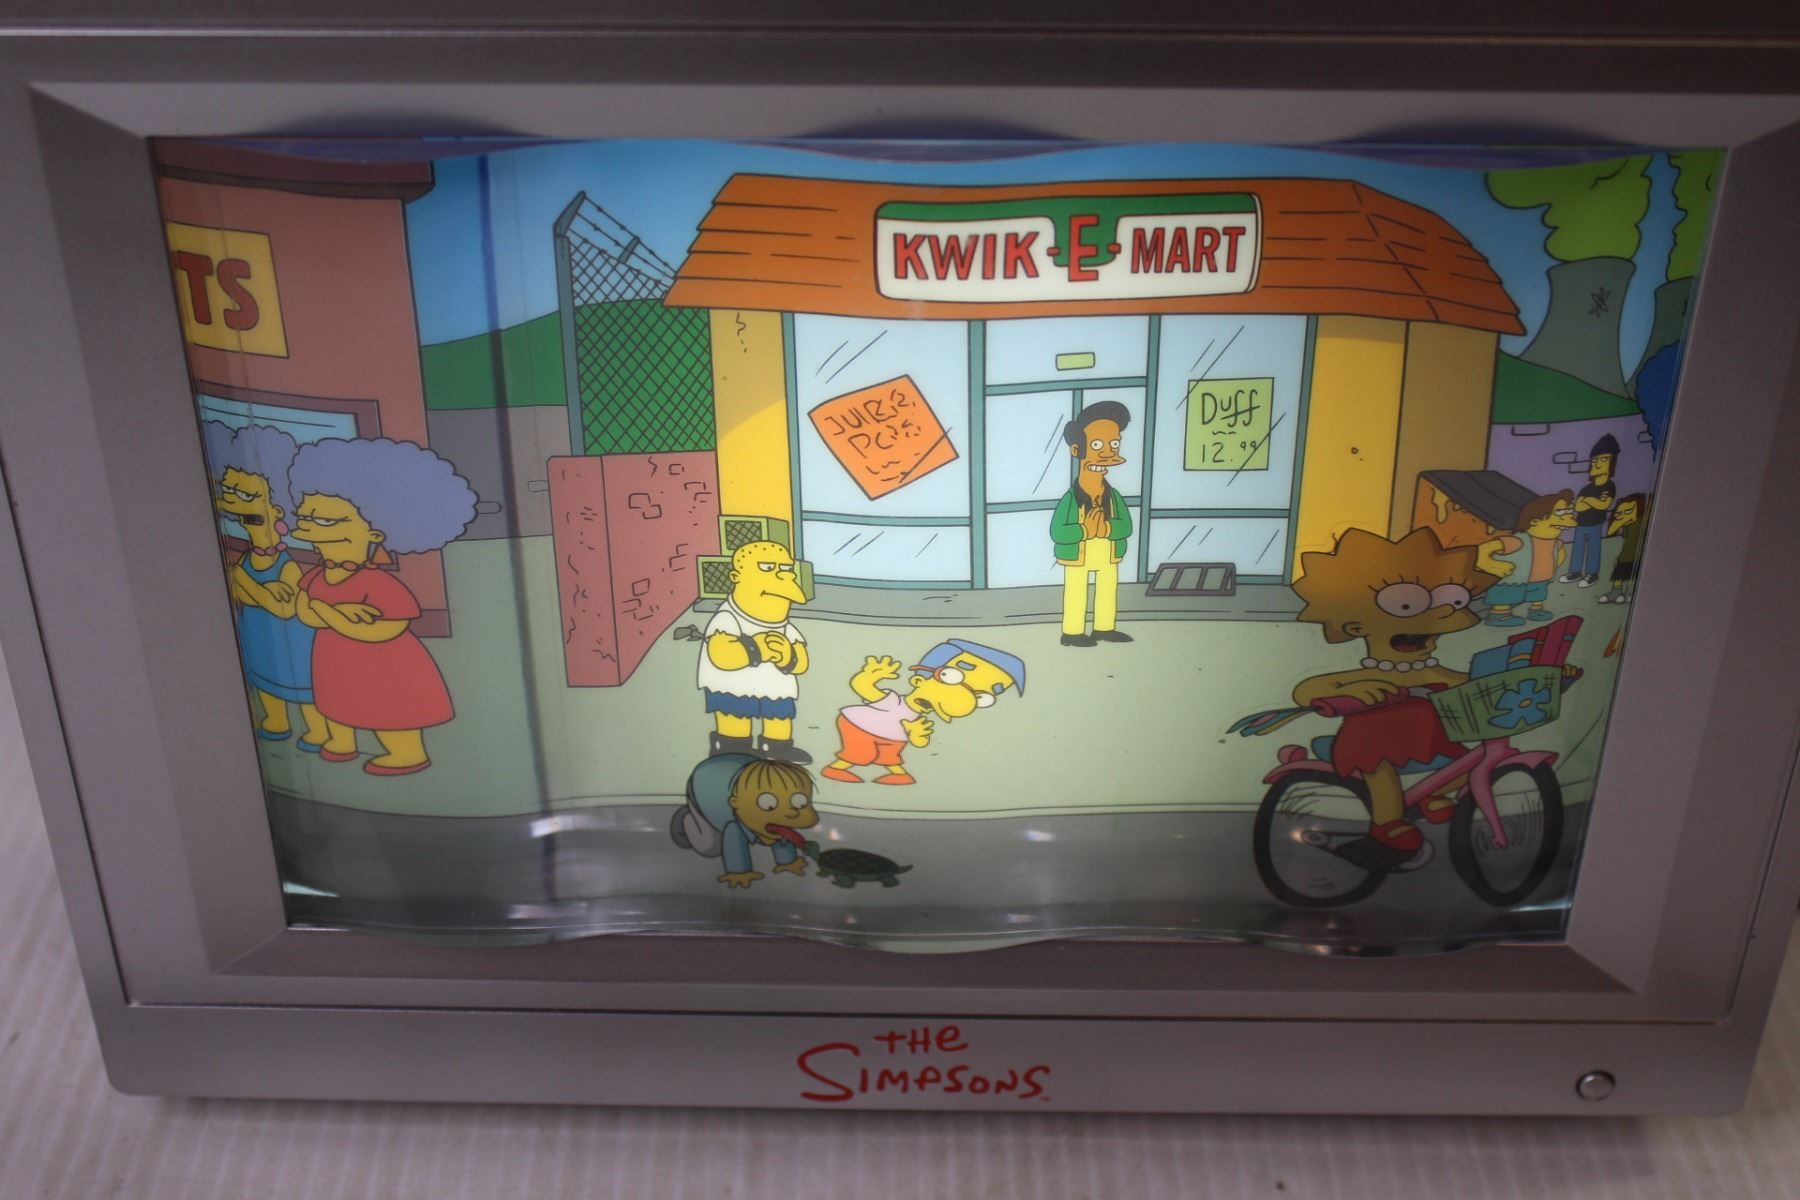 TS
KWIK-E-MART
Duff
12.99
THE
SIMPSONS